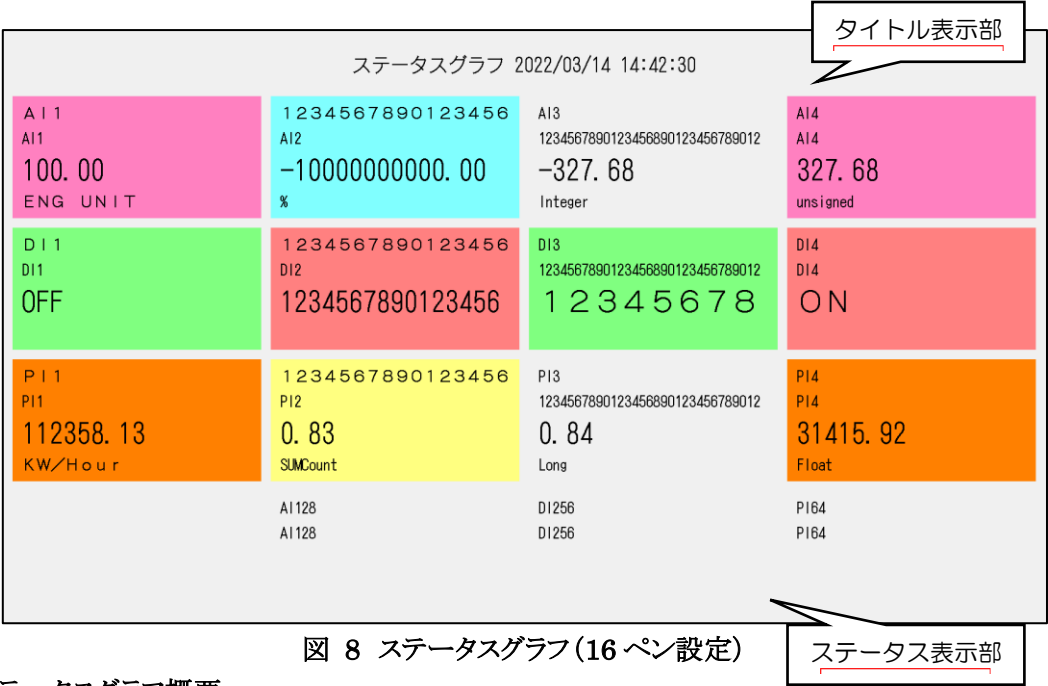 タイトル表示部
ステータスグラフ 2022/03/14 14:42:30
AI1
AI1
100.00
ENG UNIT
1234567890123456
AI2
-10000000000.00
%
AI3
1234567890123456890123456789012
-327.68
Integer
AI4
AI4
327.68
unsigned
DI1
DI1
OFF
1234567890123456
DI2
1234567890123456
DI3
1234567890123456890123456789012
12345678
DI4
DI4
ON
PI1
PI1
112358.13
KW/Hour
1234567890123456
PI2
0.83
SUMCount
PI3
1234567890123456890123456789012
0.84
Long
PI4
PI4
31415.92
Float
AI128
AI128
DI256
DI256
PI64
PI64
図 8 ステータスグラフ(16ペン設定)
ステータス表示部